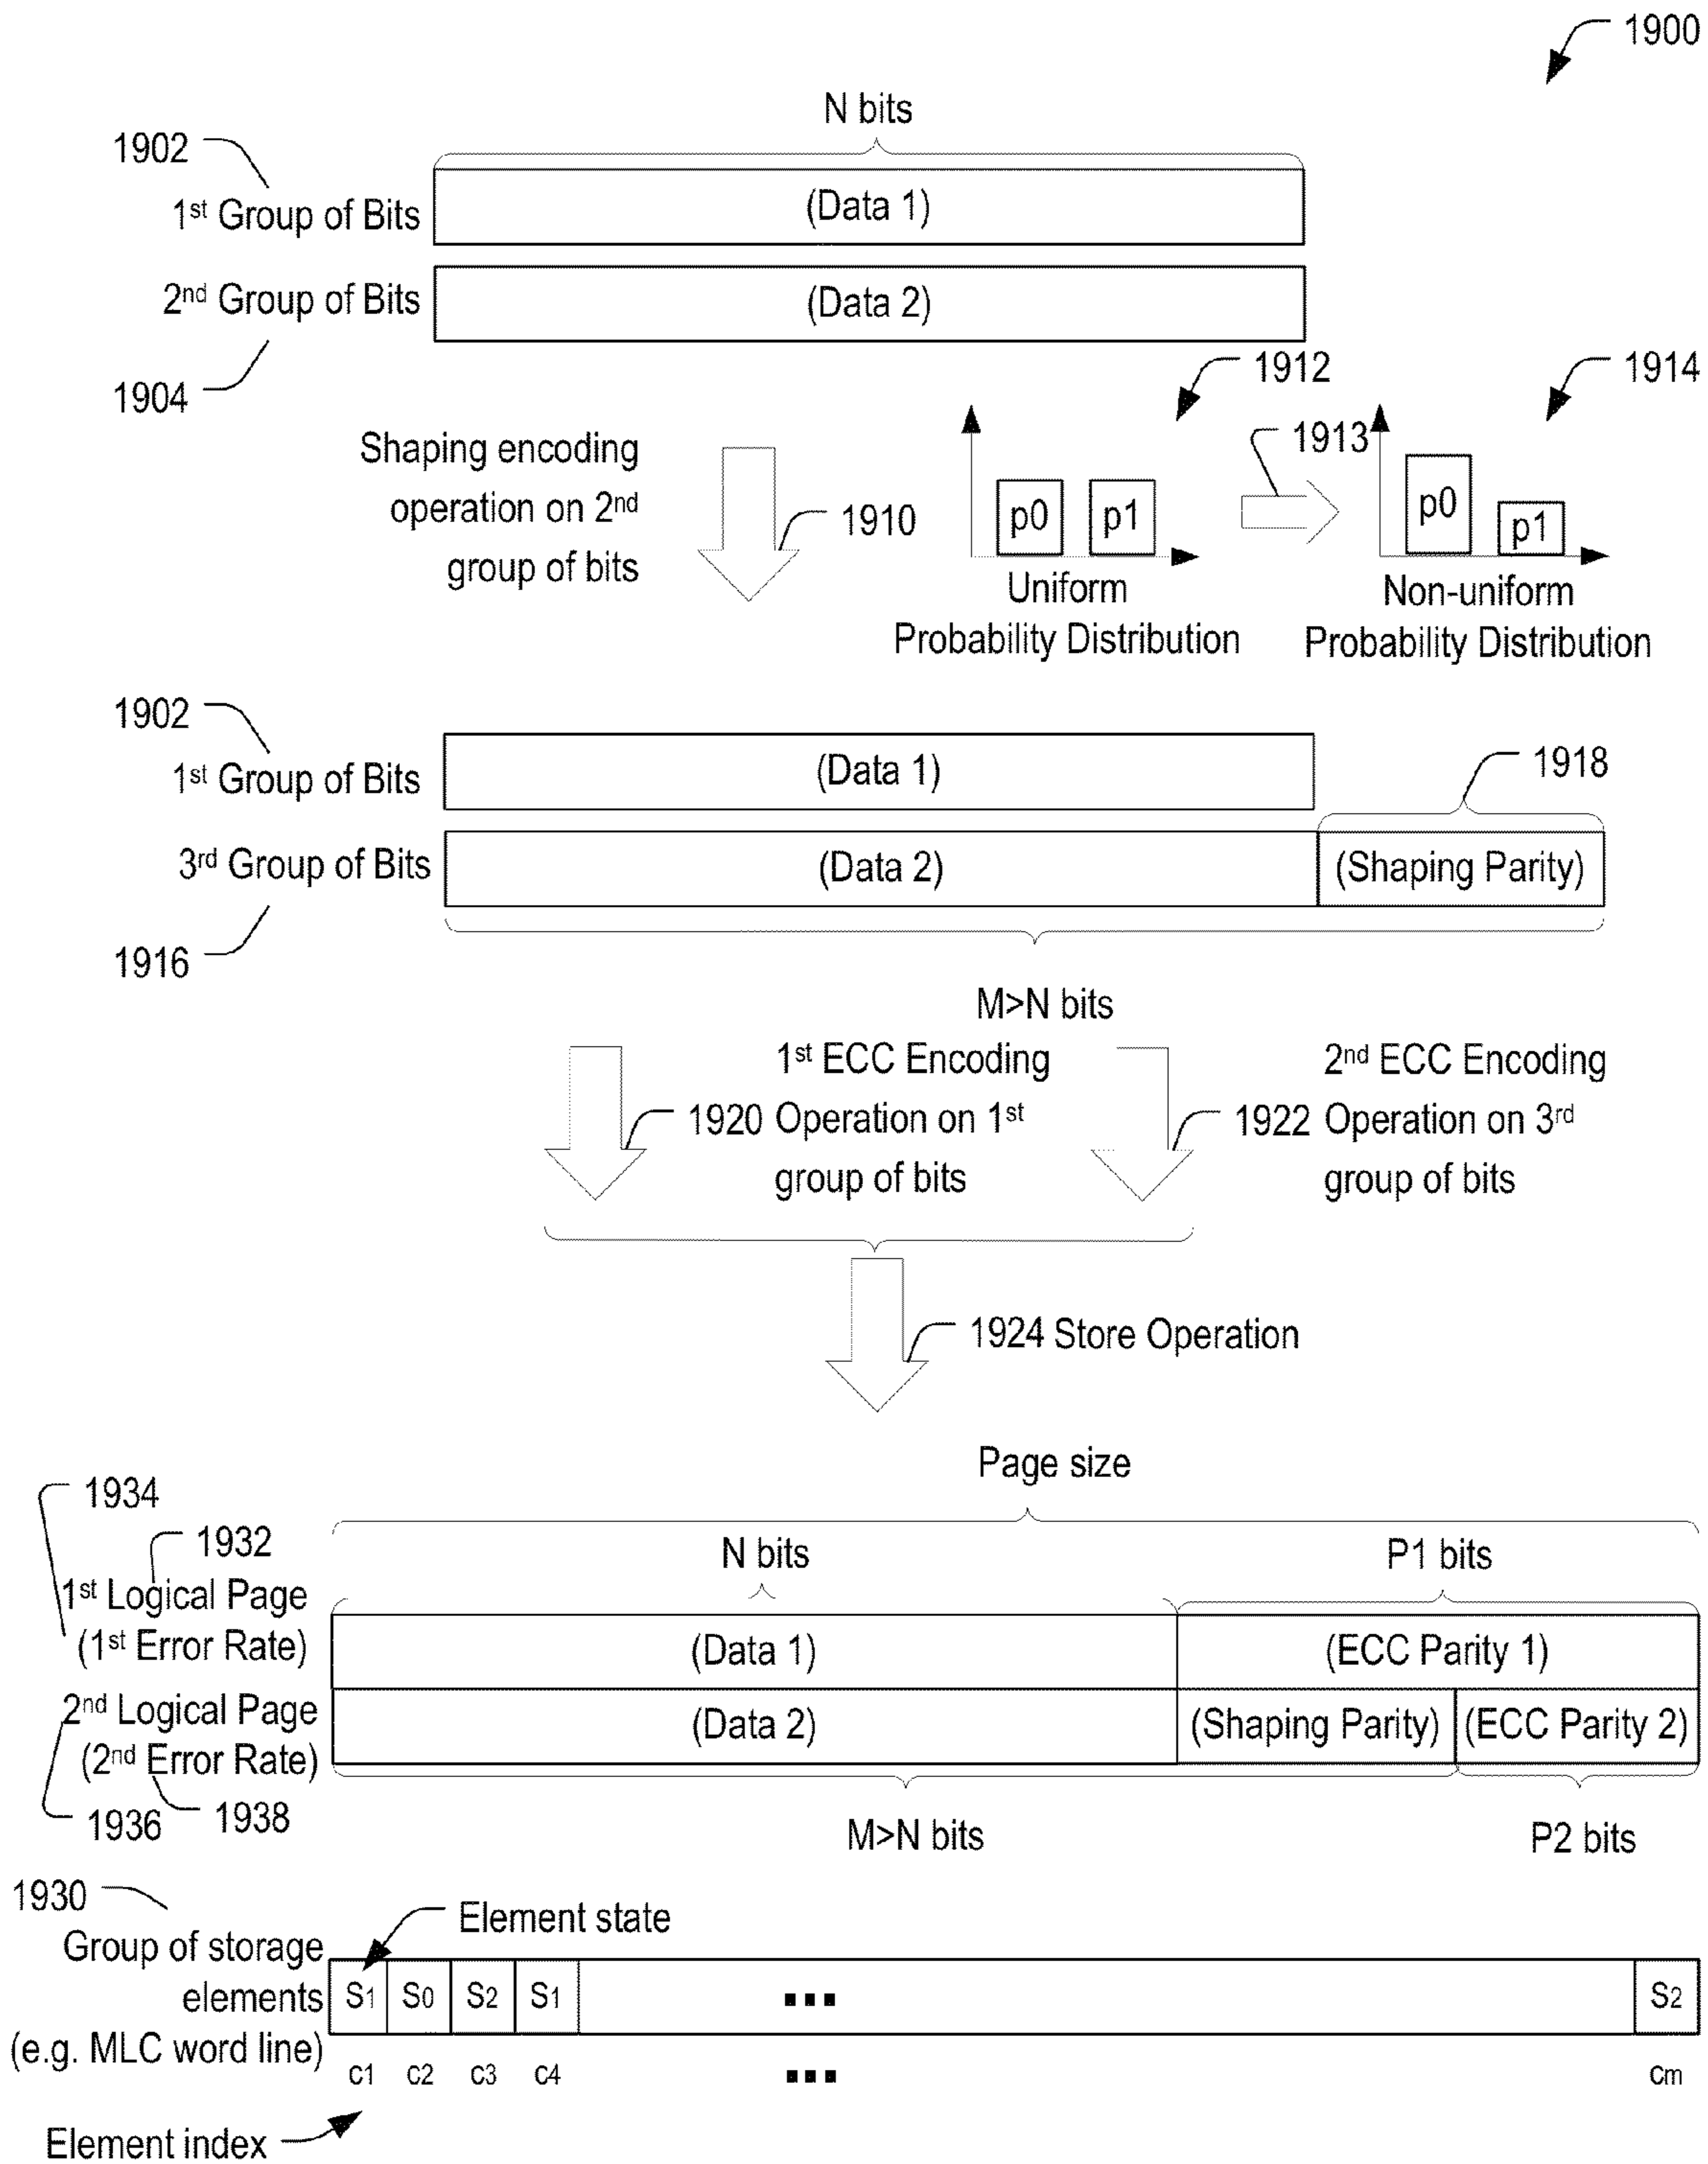 1900
N bits
1902
1st Group of Bits
(Data 1)
2nd Group of Bits
(Data 2)
1904
1912
1914
Shaping encoding
operation on 2nd
group of bits
1910
p0
p1
1913
p0
p1
Uniform
Probability Distribution
Non-uniform
Probability Distribution
1902
1st Group of Bits
(Data 1)
1918
3rd Group of Bits
(Data 2)
(Shaping Parity)
1916
M>N bits
1920
1st ECC Encoding
Operation on 1st
group of bits
1922
2nd ECC Encoding
Operation on 3rd
group of bits
1924 Store Operation
Page size
1934
1932
N bits
P1 bits
1st Logical Page
(1st Error Rate)
(Data 1)
(ECC Parity 1)
2nd Logical Page
(2nd Error Rate)
(Data 2)
(Shaping Parity)
(ECC Parity 2)
1936
1938
M>N bits
P2 bits
1930
Element state
Group of storage
elements
(e.g. MLC word line)
S1 S0 S2 S1 ... S2
c1 c2 c3 c4 ... cm
Element index